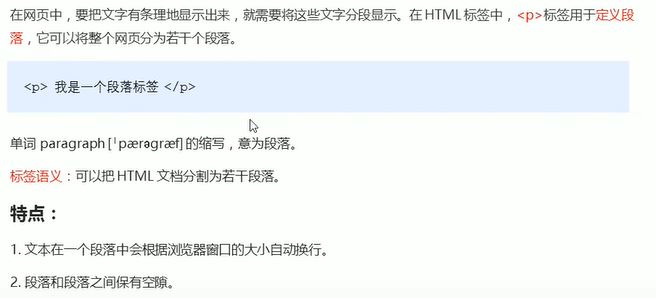 在网页中，要把文字有条理地显示出来，就需要将这些文字分段显示。在 HTML 标签中，<p>标签用于定义段
落，它可以将整个网页分为若干个段落。
<p> 我是一个段落标签 </p>
单词 paragraph [ˈpærəgræf] 的缩写，意为段落。
标签语义：可以把 HTML 文档分割为若干段落。
特点：
1. 文本在一个段落中会根据浏览器窗口的大小自动换行。
2. 段落和段落之间保有空隙。